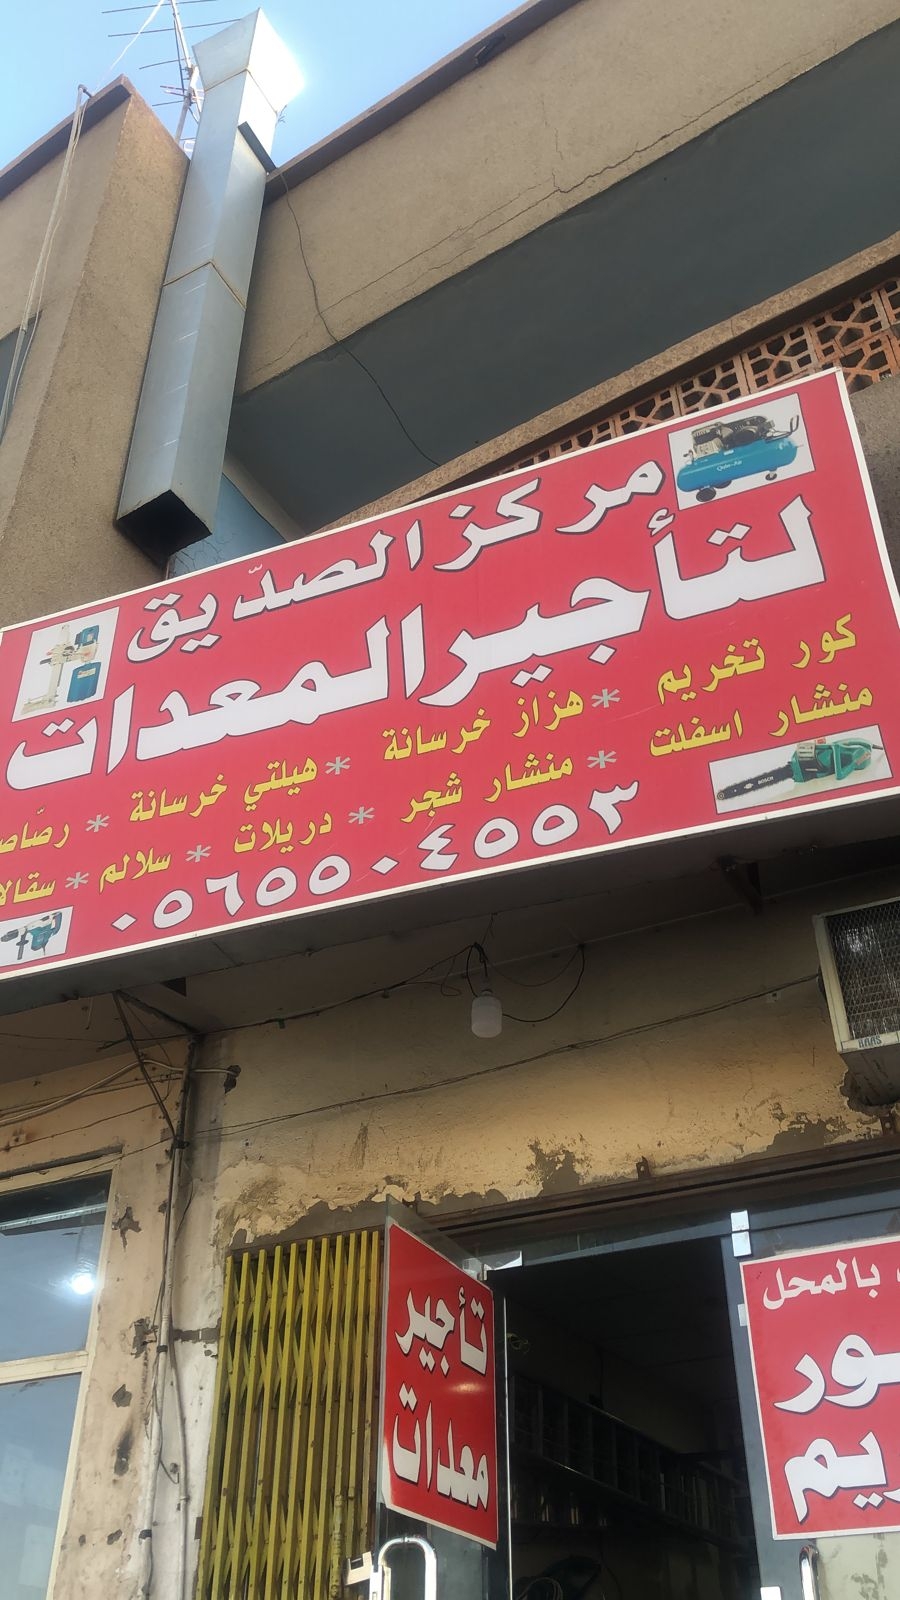 مركز الصدّيق
لتأجير المعدات
كور تخريم * هزاز خرسانة * هيلتي خرسانة *
منشار اسفلت * منشار شجر * دريلات * سلالم *
٠٥٦٥٥٠٤٥٥٣
تأجير
معدات
بالمحل
BOSCH